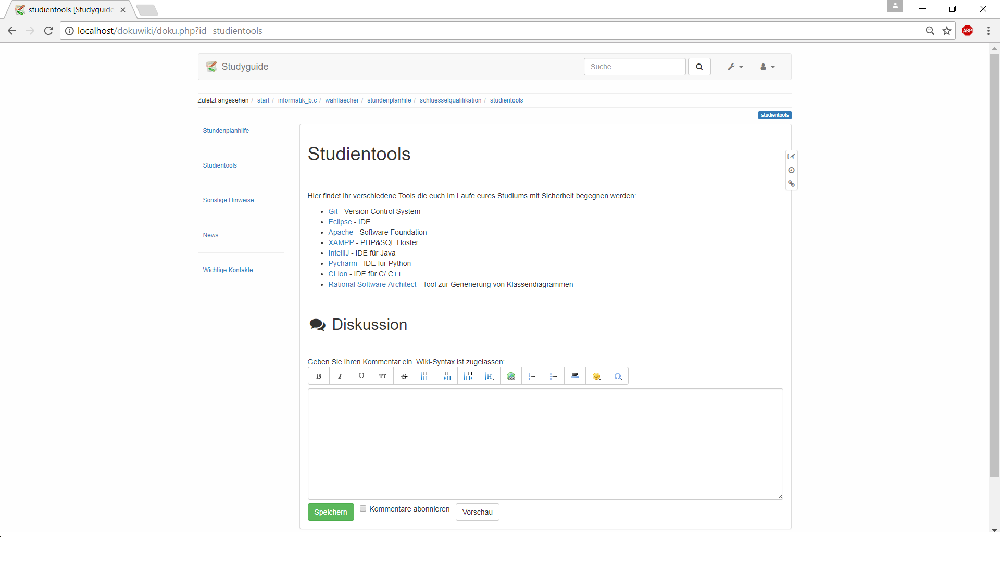 studientools [Studyguide
localhost/dokuwiki/doku.php?id=studientools
ABP
Studyguide
Suche
Zuletzt angesehen / start / informatik_b.c / wahlfaecher / stundenplanhife / schluesselqualifikation / studientools
studientools
Stundenplanhilfe
Studientools
Sonstige Hinweise
News
Wichtige Kontakte
Studientools
Hier findet ihr verschiedene Tools die euch im Laufe eures Studiums mit Sicherheit begegnen werden:
• Git - Version Control System
• Eclipse - IDE
• Apache - Software Foundation
• XAMPP - PHP&SQL Hoster
• IntelliJ - IDE für Java
• Pycharm - IDE für Python
• CLion - IDE für C/ C++
• Rational Software Architect - Tool zur Generierung von Klassendiagrammen
Diskussion
Geben Sie Ihren Kommentar ein. Wiki-Syntax ist zugelassen:
B I U TT S H H H H H H H Ω
Speichern Kommentare abonnieren Vorschau